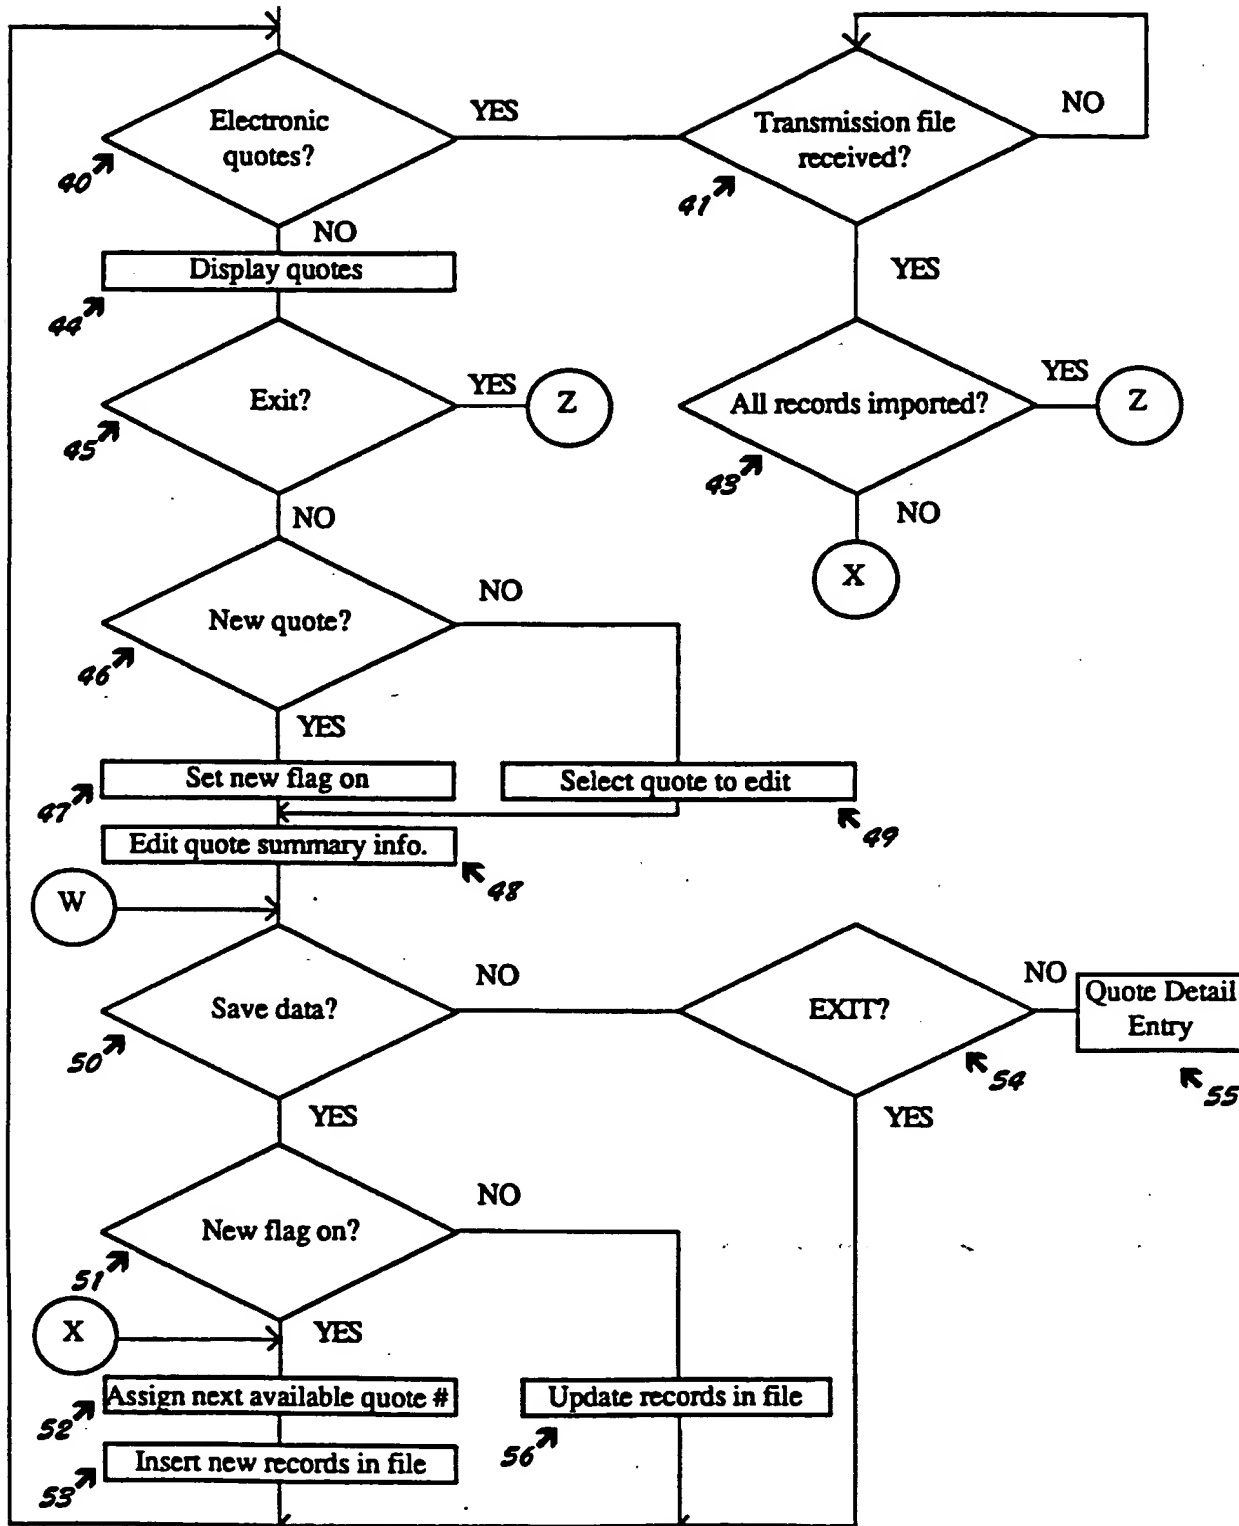 Electronic
quotes?
40
YES
Transmission file
received?
41
NO
NO
Display quotes
44
YES
Exit?
45
YES
Z
All records imported?
43
YES
Z
NO
NO
X
New quote?
46
NO
YES
Set new flag on
47
Select quote to edit
49
Edit quote summary info.
48
W
Save data?
50
NO
EXIT?
54
NO
Quote Detail
Entry
55
YES
YES
New flag on?
51
NO
X
YES
Assign next available quote #
52
Update records in file
56
Insert new records in file
53